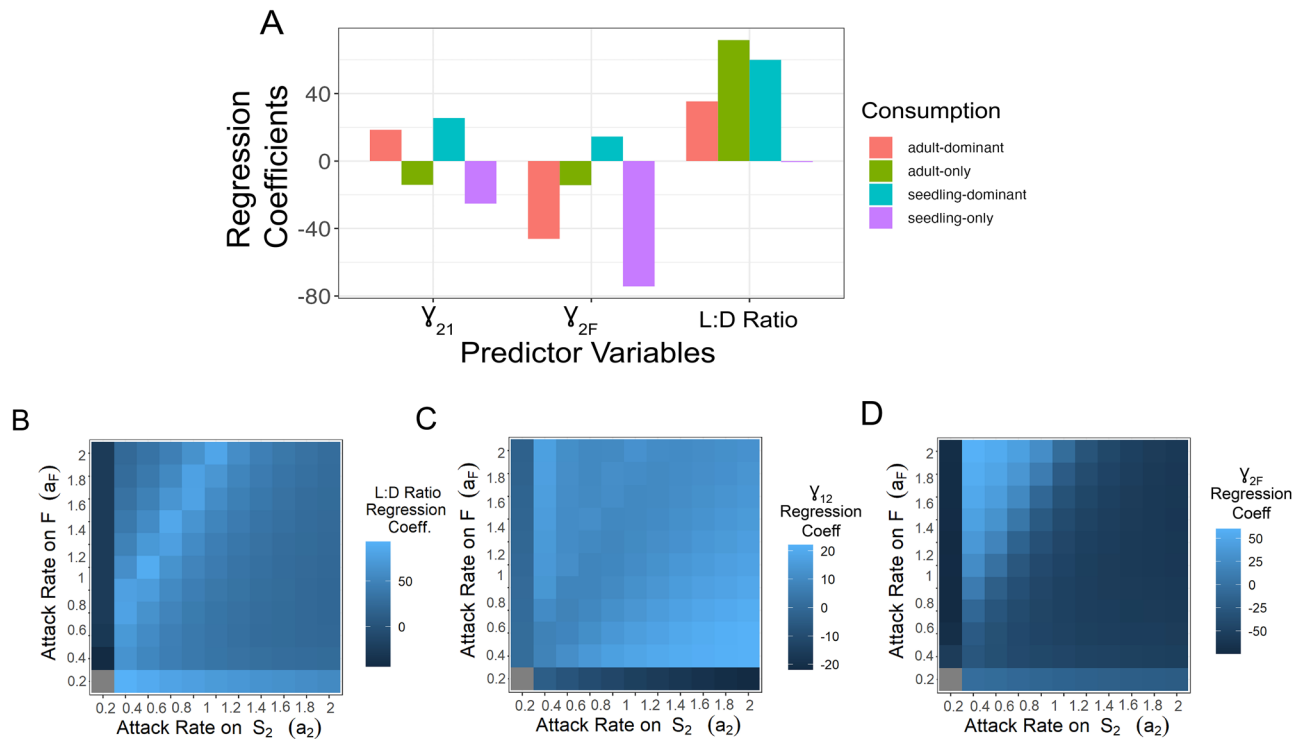 A
Regression
Coefficients
40
0
-40
-80
Ɣ21
Ɣ2F
L:D Ratio
Predictor Variables
Consumption
adult-dominant
adult-only
seedling-dominant
seedling-only
B
Attack Rate on F (aF)
2
1.8
1.6
1.4
1.2
1
0.8
0.6
0.4
0.2
0.2 0.4 0.6 0.8 1 1.2 1.4 1.6 1.8 2
Attack Rate on S2 (a2)
L:D Ratio
Regression
Coeff.
50
0
C
Attack Rate on F (aF)
2
1.8
1.6
1.4
1.2
1
0.8
0.6
0.4
0.2
0.2 0.4 0.6 0.8 1 1.2 1.4 1.6 1.8 2
Attack Rate on S2 (a2)
Ɣ12
Regression
Coeff
20
10
0
-10
-20
D
Attack Rate on F (aF)
2
1.8
1.6
1.4
1.2
1
0.8
0.6
0.4
0.2
0.2 0.4 0.6 0.8 1 1.2 1.4 1.6 1.8 2
Attack Rate on S2 (a2)
Ɣ2F
Regression
Coeff
50
25
0
-25
-50